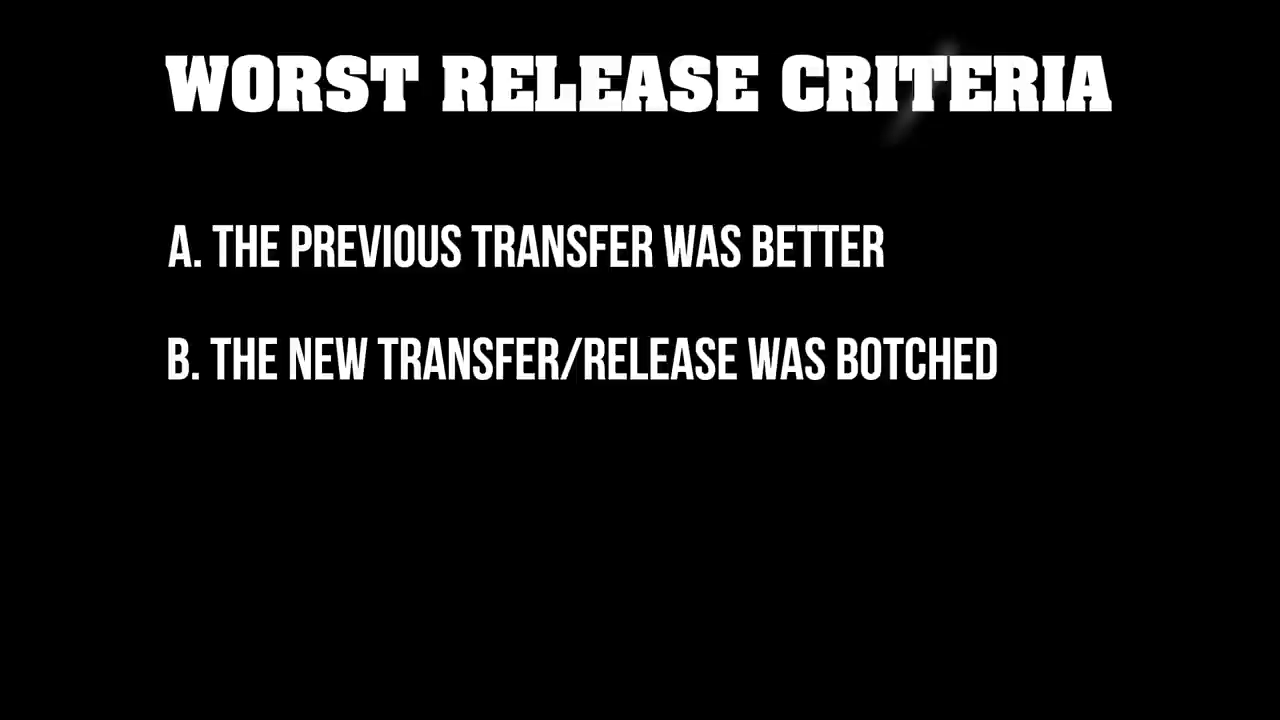 WORST RELEASE CRITERIA
A. THE PREVIOUS TRANSFER WAS BETTER
B. THE NEW TRANSFER/RELEASE WAS BOTCHED